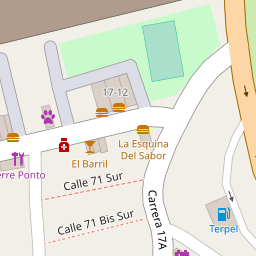 17-12
La Esquina
Del Sabor
El Barril
erre Ponto
Calle 71 Sur
Carrera 17A
Calle 71 Bis Sur
Terpel